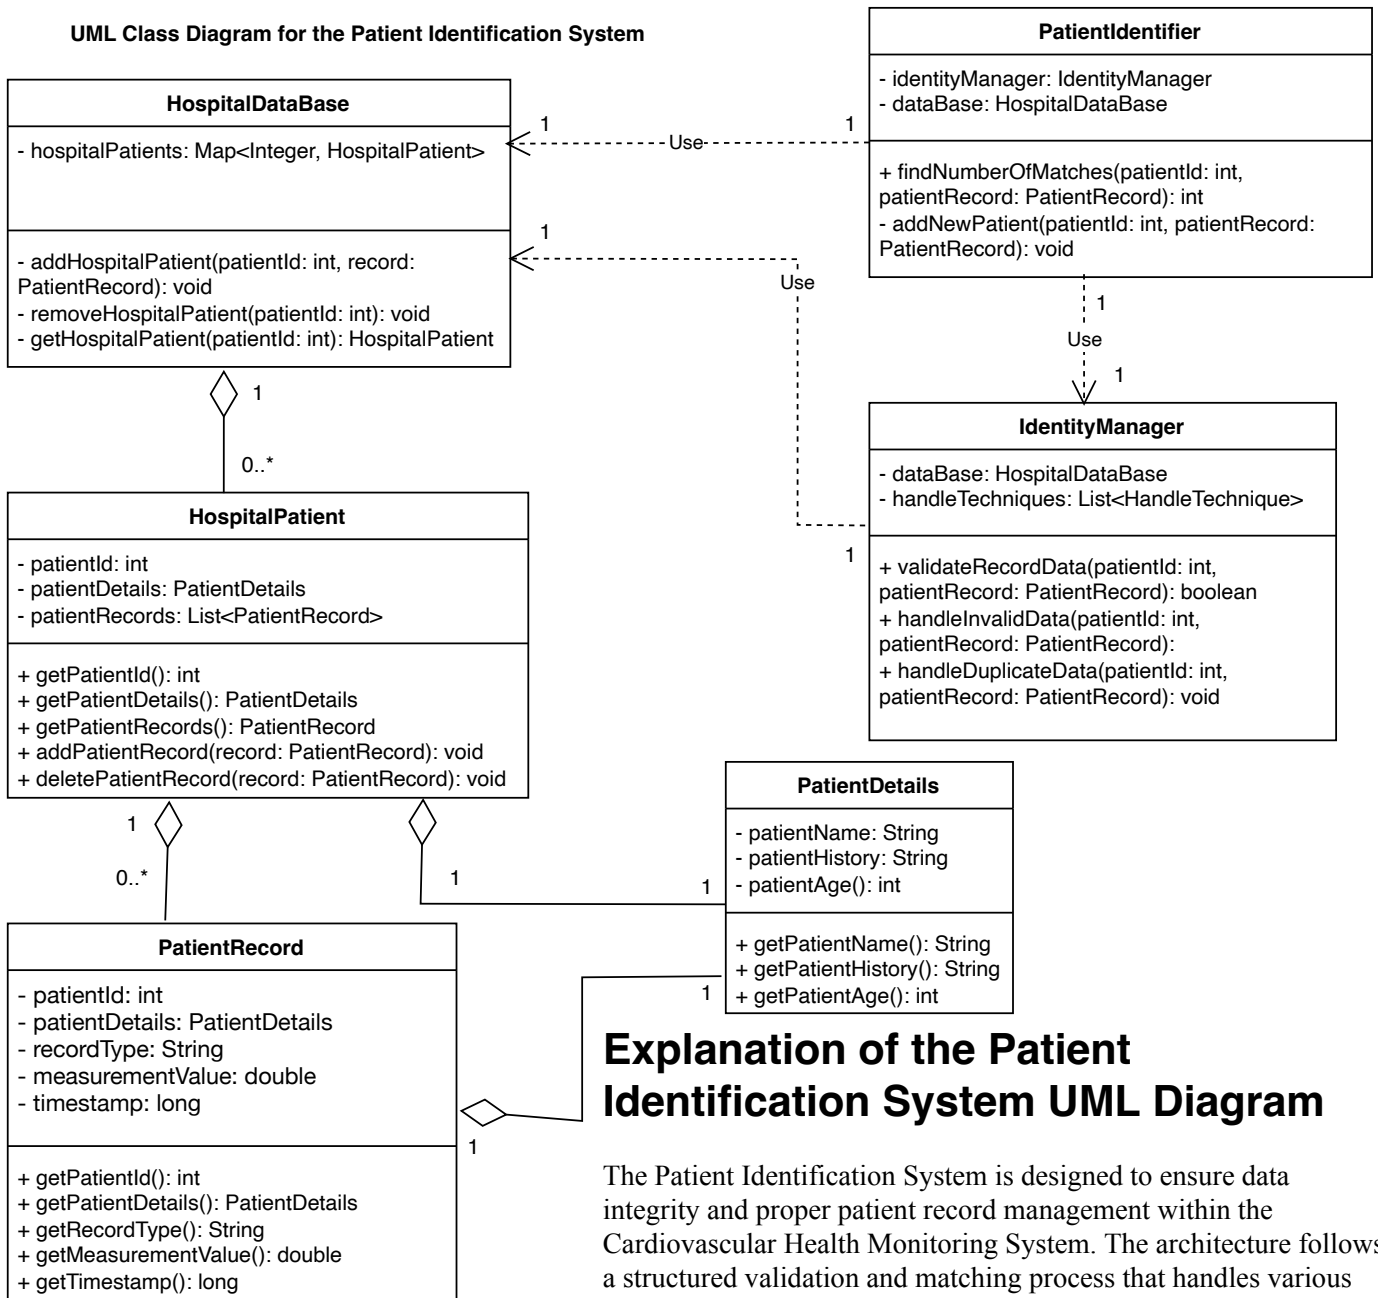 UML Class Diagram for the Patient Identification System
HospitalDataBase
- hospitalPatients: Map<Integer, HospitalPatient>
- addHospitalPatient(patientId: int, record:
PatientRecord): void
- removeHospitalPatient(patientId: int): void
- getHospitalPatient(patientId: int): HospitalPatient
1
Use
1
PatientIdentifier
- identityManager: IdentityManager
- dataBase: HospitalDataBase
+ findNumberOfMatches(patientId: int,
patientRecord: PatientRecord): int
- addNewPatient(patientId: int, patientRecord:
PatientRecord): void
1
Use
1
1
Use
1
IdentityManager
- dataBase: HospitalDataBase
- handleTechniques: List<HandleTechnique>
+ validateRecordData(patientId: int,
patientRecord: PatientRecord): boolean
+ handleInvalidData(patientId: int,
patientRecord: PatientRecord):
+ handleDuplicateData(patientId: int,
patientRecord: PatientRecord): void
1
0..*
HospitalPatient
- patientId: int
- patientDetails: PatientDetails
- patientRecords: List<PatientRecord>
+ getPatientId(): int
+ getPatientDetails(): PatientDetails
+ getPatientRecords(): PatientRecord
+ addPatientRecord(record: PatientRecord): void
+ deletePatientRecord(record: PatientRecord): void
1
0..*
1
1
PatientDetails
- patientName: String
- patientHistory: String
- patientAge(): int
+ getPatientName(): String
+ getPatientHistory(): String
+ getPatientAge(): int
1
1
PatientRecord
- patientId: int
- patientDetails: PatientDetails
- recordType: String
- measurementValue: double
- timestamp: long
+ getPatientId(): int
+ getPatientDetails(): PatientDetails
+ getRecordType(): String
+ getMeasurementValue(): double
+ getTimestamp(): long
Explanation of the Patient
Identification System UML Diagram
The Patient Identification System is designed to ensure data
integrity and proper patient record management within the
Cardiovascular Health Monitoring System. The architecture follows
a structured validation and matching process that handles various